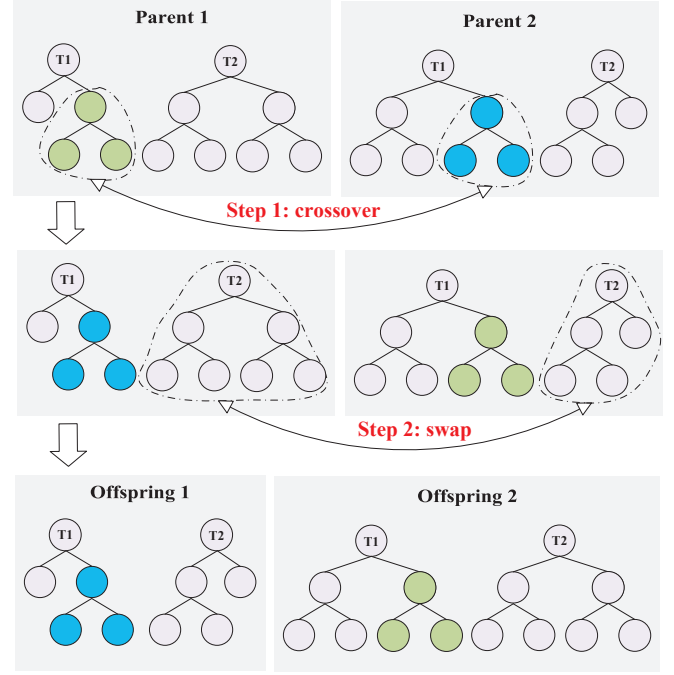 Parent 1
Parent 2
T1
T2
T1
T2
Step 1: crossover
T1
T2
T1
T2
Step 2: swap
Offspring 1
Offspring 2
T1
T2
T1
T2